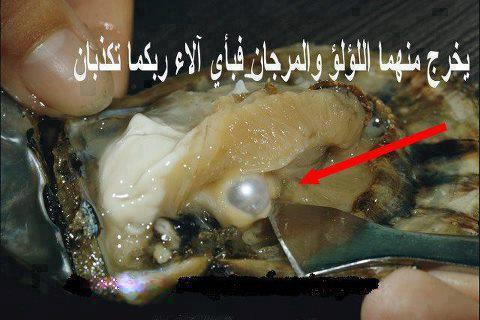 يخرج منهما اللؤلؤ والمرجان فبأي آلاء ربكما تكذبان